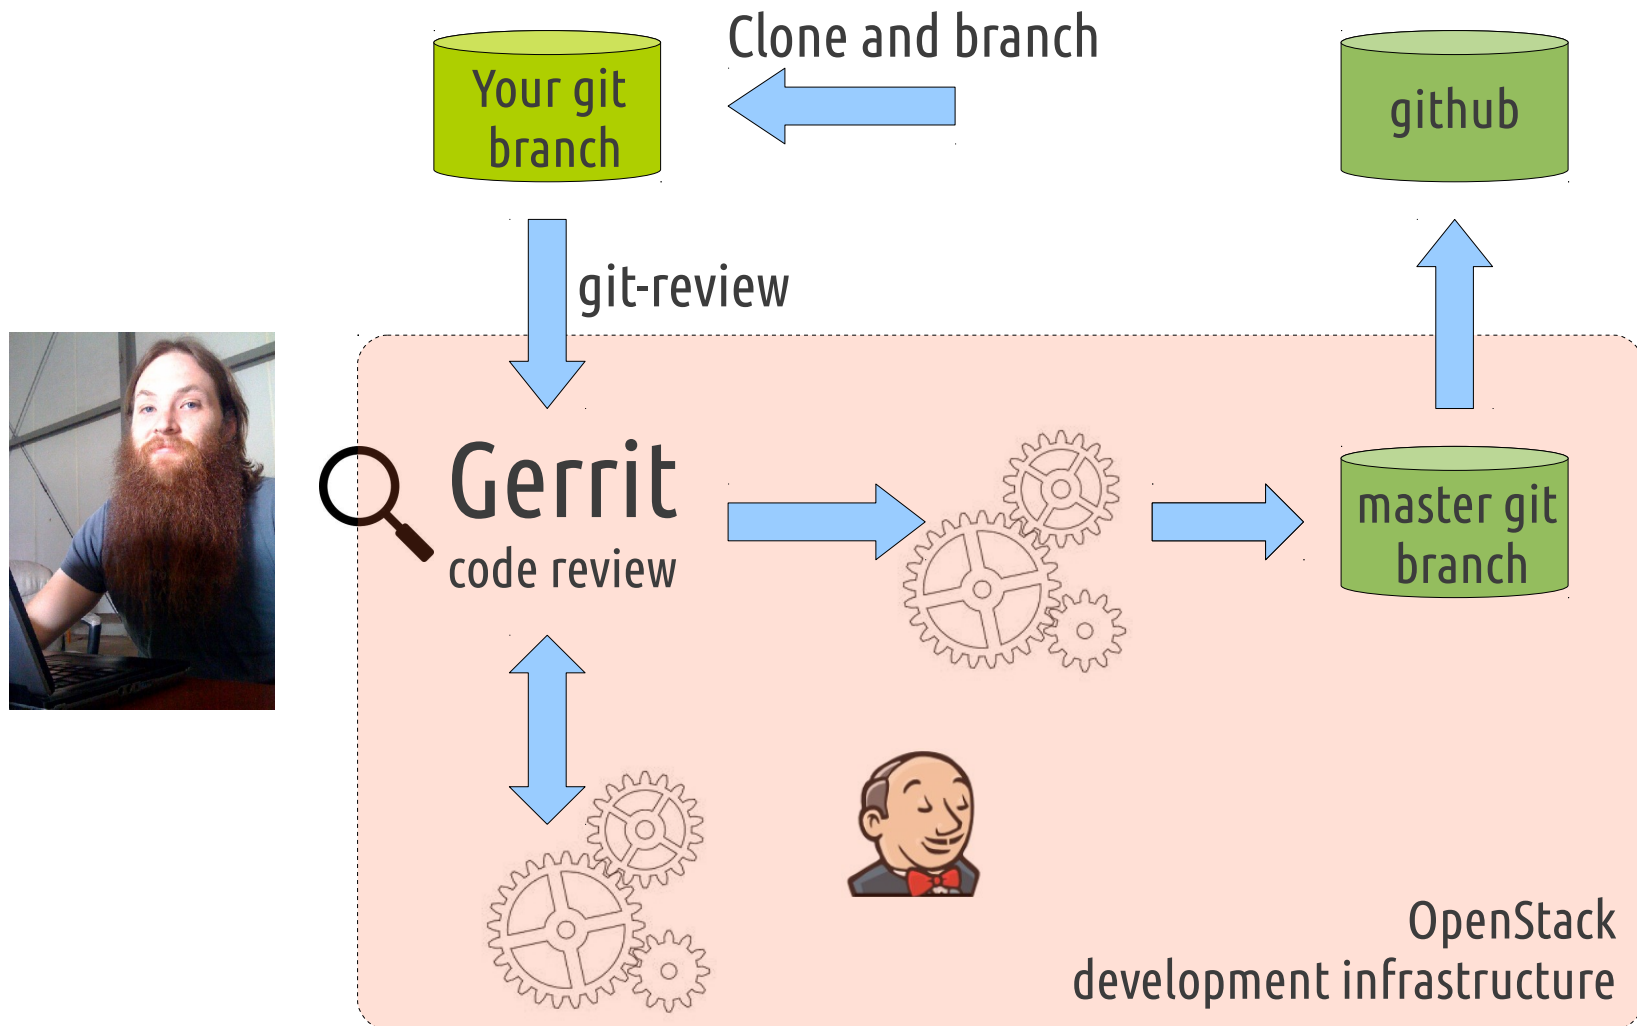 Clone and branch
Your git
branch
github
git-review
Gerrit
code review
master git
branch
OpenStack
development infrastructure